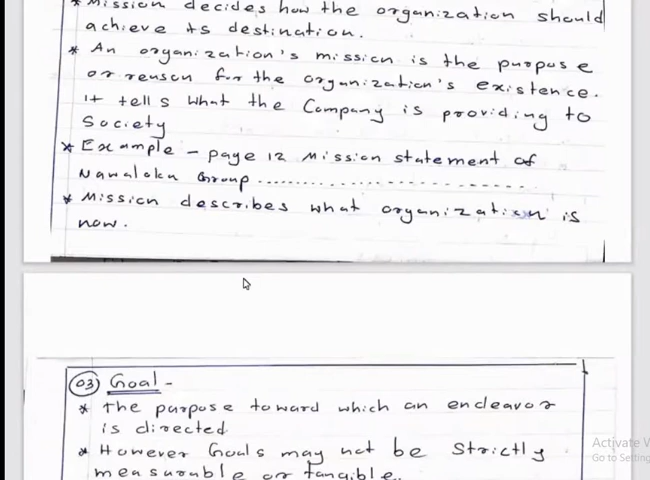 * Mission decides how the organization should
achieve its destination.
* An organization's mission is the purpose
or reason for the organization's existence.
It tells what the Company is providing to
Society
* Example - page 12 Mission statement of
Nawaloka Group ................................
* Mission describes what organization is
now.
03 Goal -
* The purpose toward which an endeavor
is directed
* However Goals may not be strictly
measurable or tangible.
Activate W
Go to Setting